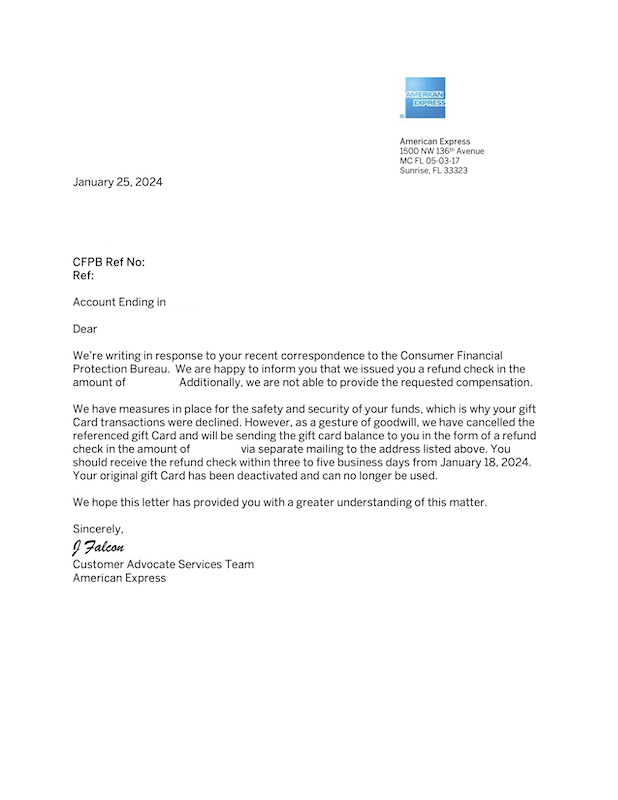 AMERICAN
EXPRESS
American Express
1500 NW 136th Avenue
MC FL 05-03-17
Sunrise, FL 33323
January 25, 2024
CFPB Ref No:
Ref:
Account Ending in
Dear
We're writing in response to your recent correspondence to the Consumer Financial
Protection Bureau.  We are happy to inform you that we issued you a refund check in the
amount of Additionally, we are not able to provide the requested compensation.
We have measures in place for the safety and security of your funds, which is why your gift
Card transactions were declined. However, as a gesture of goodwill, we have cancelled the
referenced gift Card and will be sending the gift card balance to you in the form of a refund
check in the amount of via separate mailing to the address listed above. You
should receive the refund check within three to five business days from January 18, 2024.
Your original gift Card has been deactivated and can no longer be used.
We hope this letter has provided you with a greater understanding of this matter.
Sincerely,
J Falcon
Customer Advocate Services Team
American Express